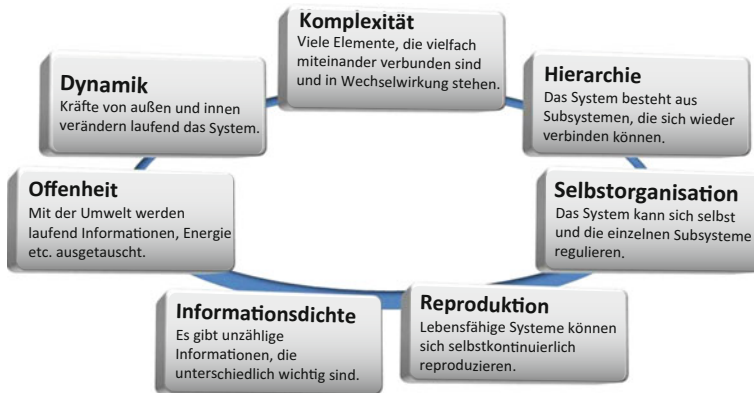 Komplexität
Viele Elemente, die vielfach
miteinander verbunden sind
und in Wechselwirkung stehen.
Hierarchie
Das System besteht aus
Subsystemen, die sich wieder
verbinden können.
Selbstorganisation
Das System kann sich selbst
und die einzelnen Subsysteme
regulieren.
Reproduktion
Lebensfähige Systeme können
sich selbstkontinuierlich
reproduzieren.
Informationsdichte
Es gibt unzählige
Informationen, die
unterschiedlich wichtig sind.
Offenheit
Mit der Umwelt werden
laufend Informationen, Energie
etc. ausgetauscht.
Dynamik
Kräfte von außen und innen
verändern laufend das System.